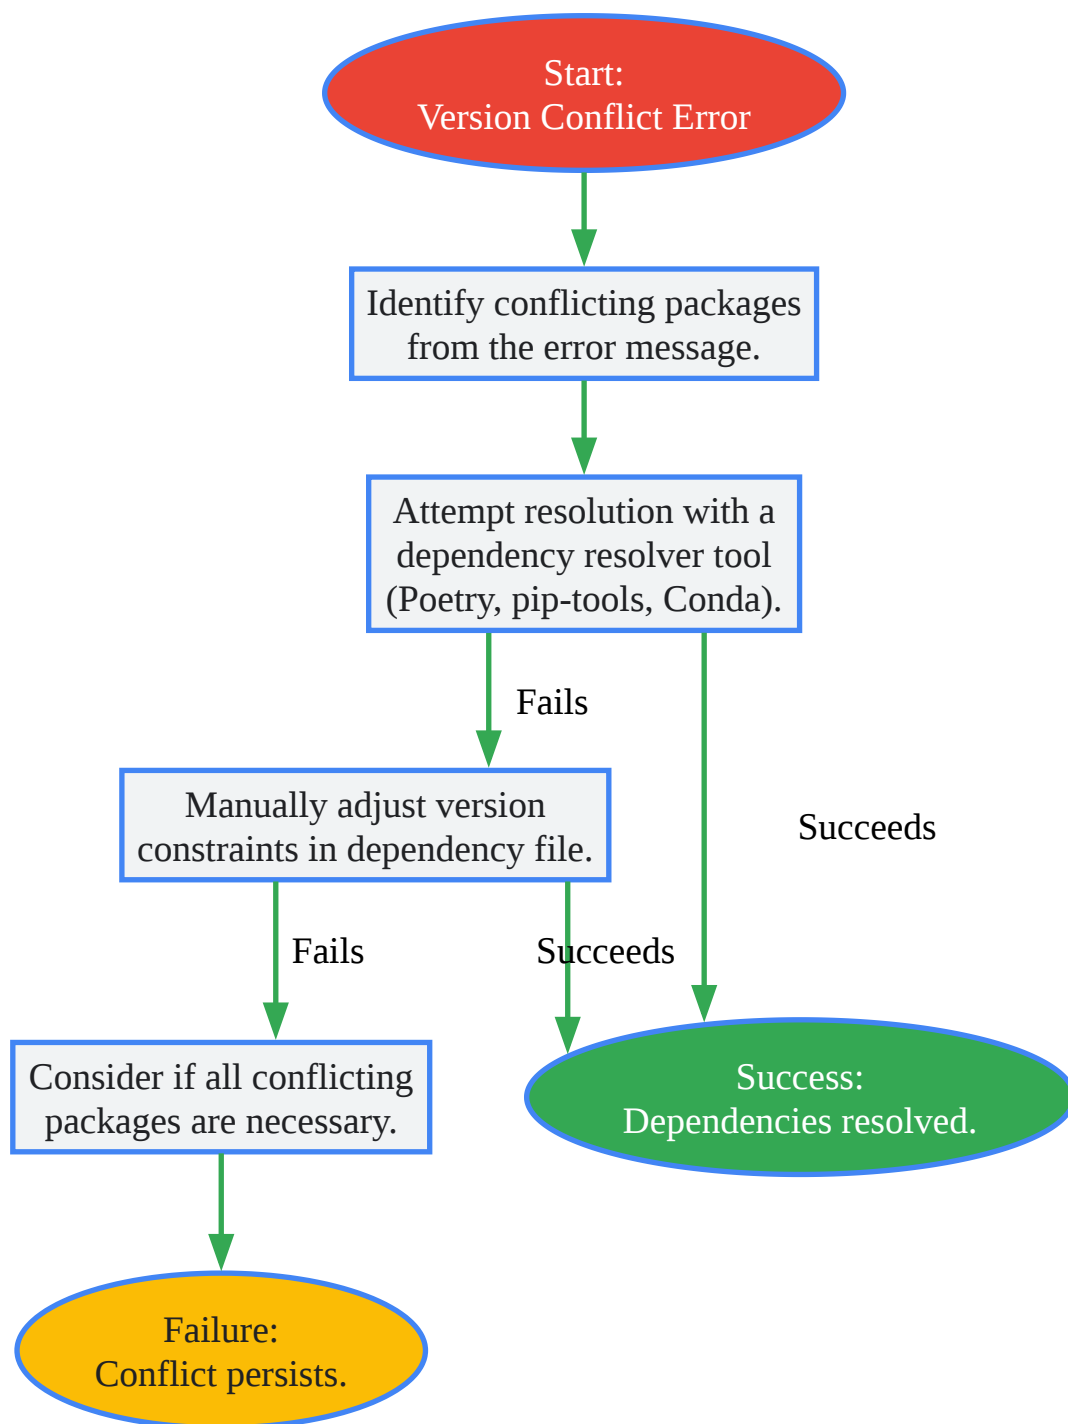 Start:
Version Conflict Error
Identify conflicting packages
from the error message.
Attempt resolution with a
dependency resolver tool
(Poetry, pip-tools, Conda).
Fails
Succeeds
Manually adjust version
constraints in dependency file.
Fails
Succeeds
Consider if all conflicting
packages are necessary.
Success:
Dependencies resolved.
Failure:
Conflict persists.